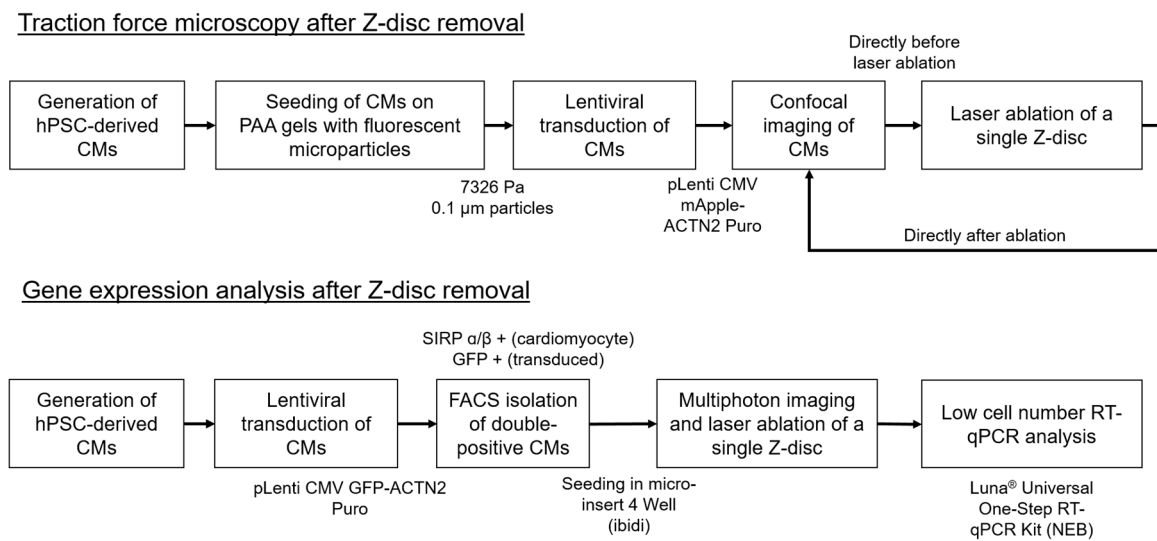 Traction force microscopy after Z-disc removal
Directly before
laser ablation
Generation of
hPSC-derived
CMs
Seeding of CMs on
PAA gels with fluorescent
microparticles
Lentiviral
transduction of
CMs
Confocal
imaging of
CMs
Laser ablation of a
single Z-disc
7326 Pa
0.1 µm particles
pLenti CMV
mApple-
ACTN2 Puro
Directly after ablation
Gene expression analysis after Z-disc removal
SIRP α/β + (cardiomyocyte)
GFP + (transduced)
Generation of
hPSC-derived
CMs
Lentiviral
transduction of
CMs
FACS isolation
of double-
positive CMs
Multiphoton imaging
and laser ablation of a
single Z-disc
Low cell number RT-
qPCR analysis
pLenti CMV GFP-ACTN2
Puro
Seeding in micro-
insert 4 Well
(ibidi)
Luna® Universal
One-Step RT-
qPCR Kit (NEB)